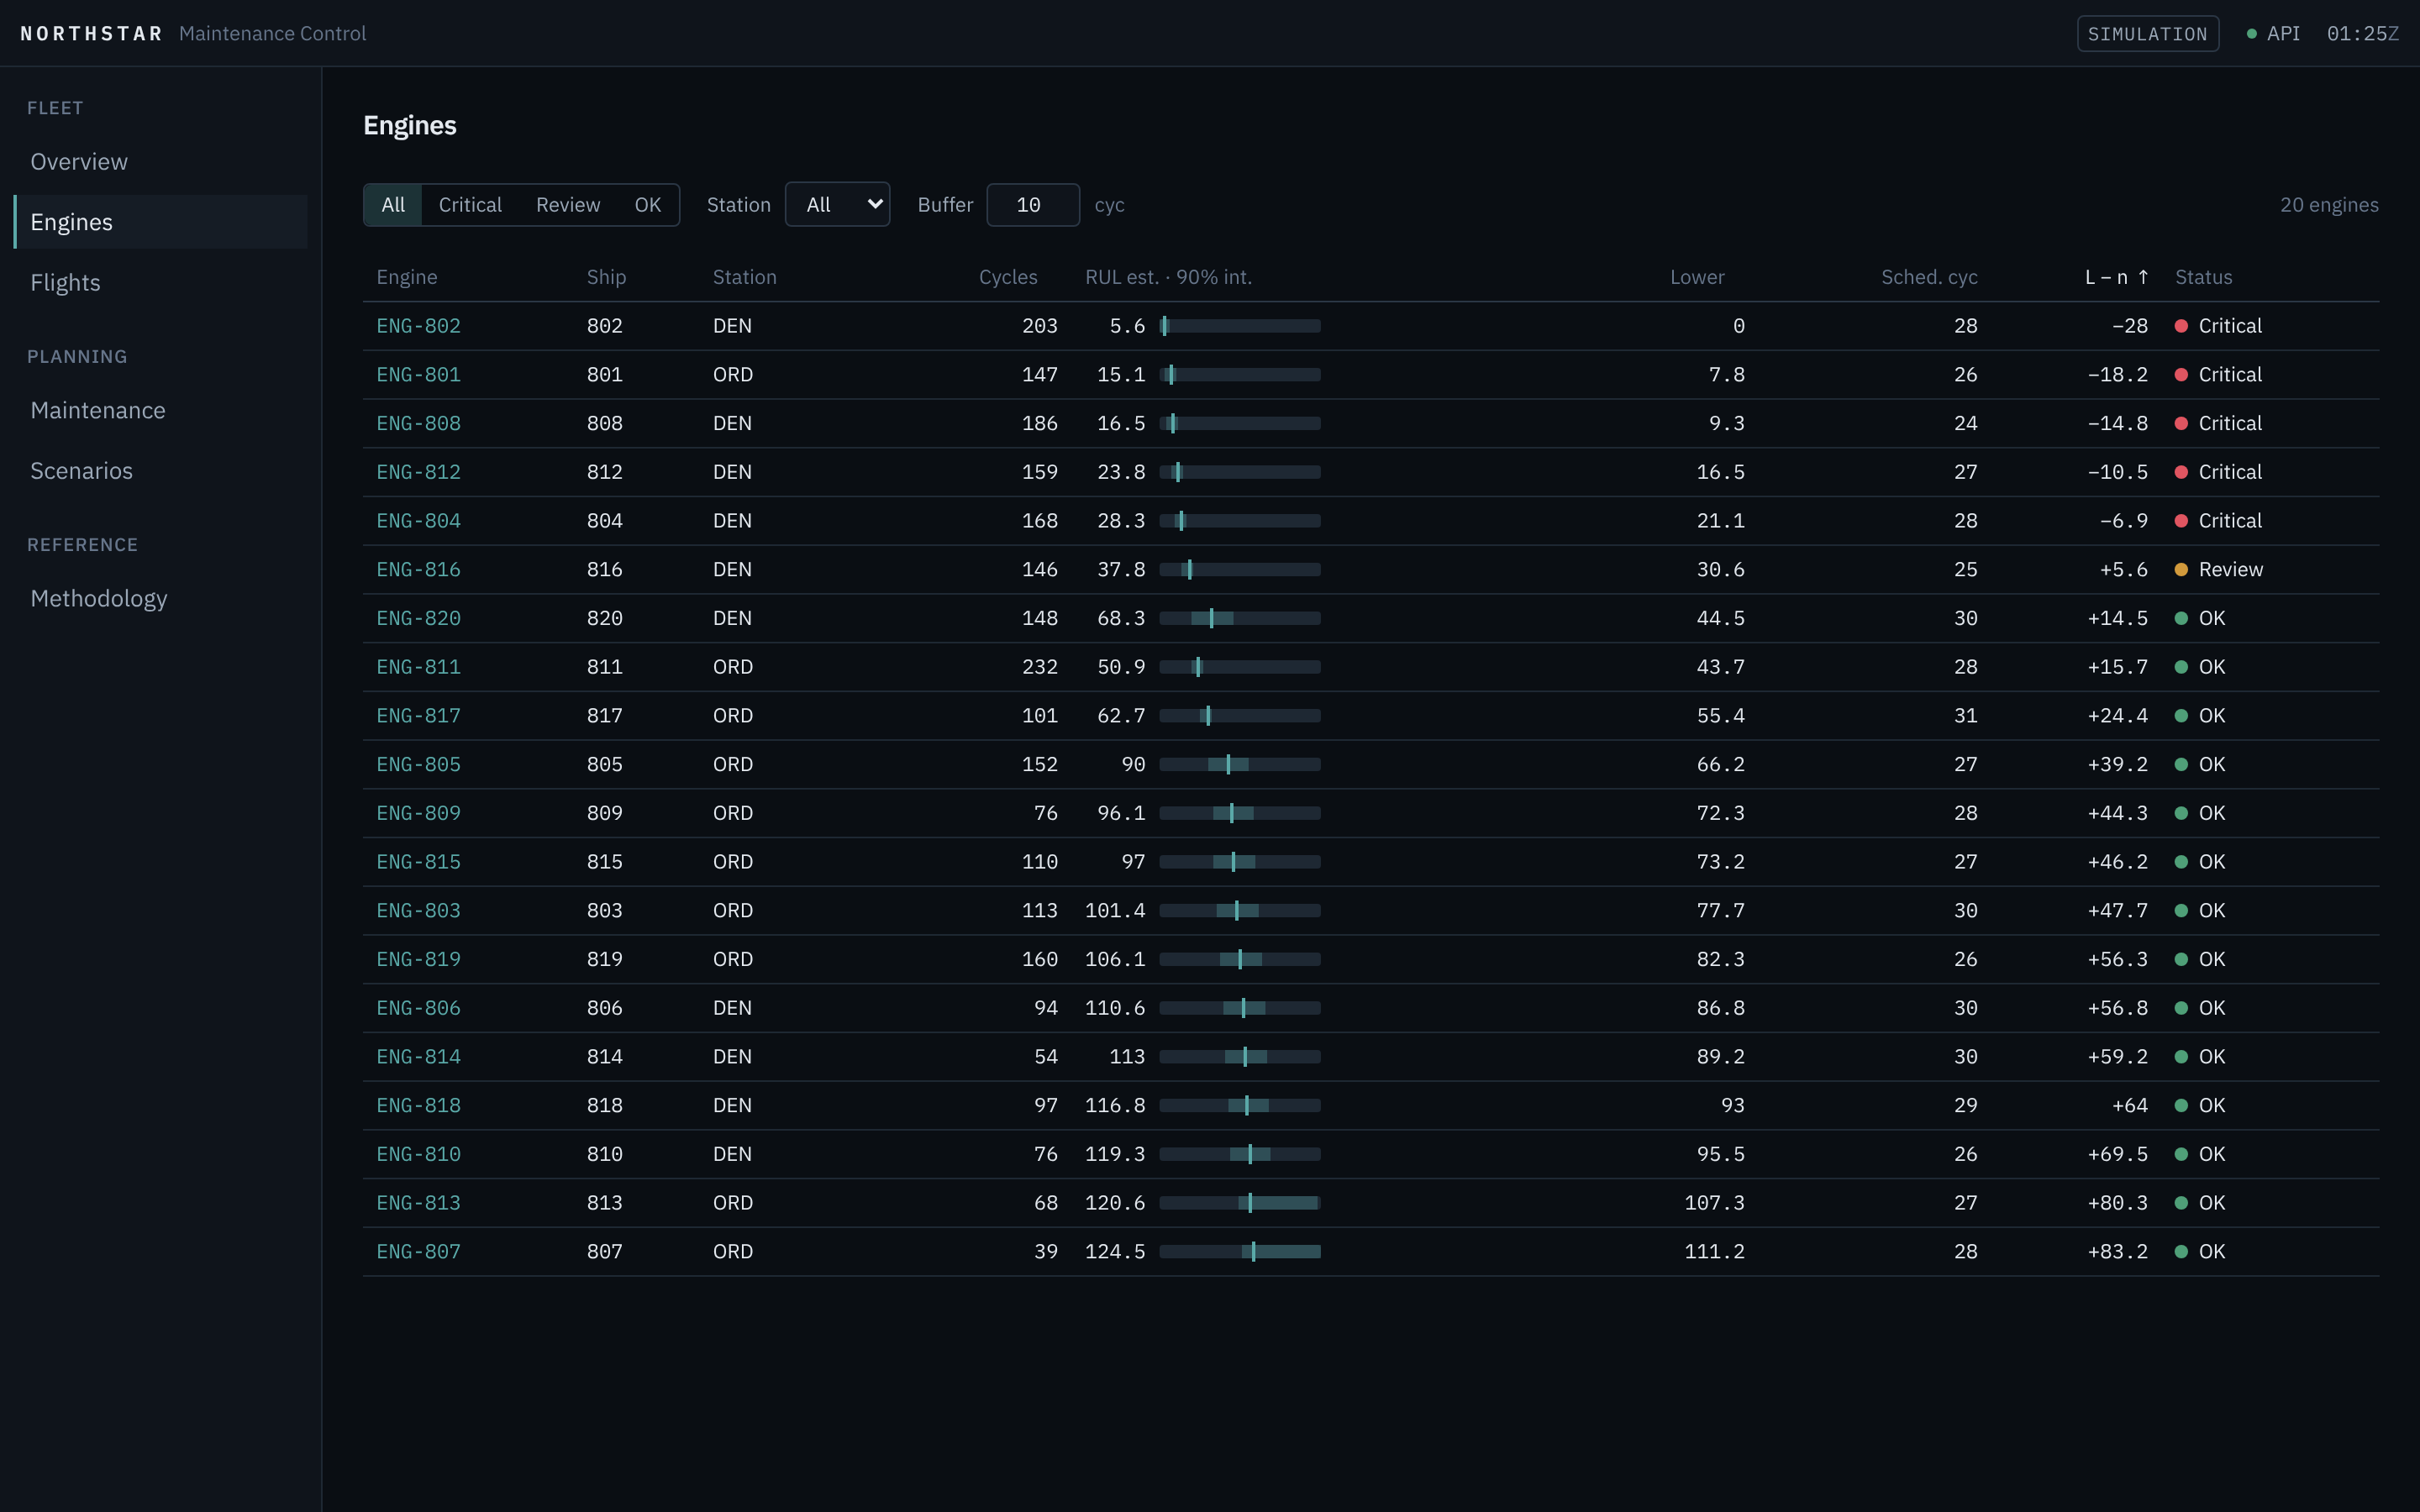 NORTHSTAR Maintenance Control SIMULATION API 01:25Z
FLEET
Overview
Engines
Flights
PLANNING
Maintenance
Scenarios
REFERENCE
Methodology
Engines
All Critical Review OK Station All Buffer 10 cyc 20 engines
Engine Ship Station Cycles RUL est. · 90% int. Lower Sched. cyc L − n ↑ Status
ENG-802 802 DEN 203 5.6 0 28 −28 Critical
ENG-801 801 ORD 147 15.1 7.8 26 −18.2 Critical
ENG-808 808 DEN 186 16.5 9.3 24 −14.8 Critical
ENG-812 812 DEN 159 23.8 16.5 27 −10.5 Critical
ENG-804 804 DEN 168 28.3 21.1 28 −6.9 Critical
ENG-816 816 DEN 146 37.8 30.6 25 +5.6 Review
ENG-820 820 DEN 148 68.3 44.5 30 +14.5 OK
ENG-811 811 ORD 232 50.9 43.7 28 +15.7 OK
ENG-817 817 ORD 101 62.7 55.4 31 +24.4 OK
ENG-805 805 ORD 152 90 66.2 27 +39.2 OK
ENG-809 809 ORD 76 96.1 72.3 28 +44.3 OK
ENG-815 815 ORD 110 97 73.2 27 +46.2 OK
ENG-803 803 ORD 113 101.4 77.7 30 +47.7 OK
ENG-819 819 ORD 160 106.1 82.3 26 +56.3 OK
ENG-806 806 DEN 94 110.6 86.8 30 +56.8 OK
ENG-814 814 DEN 54 113 89.2 30 +59.2 OK
ENG-818 818 DEN 97 116.8 93 29 +64 OK
ENG-810 810 DEN 76 119.3 95.5 26 +69.5 OK
ENG-813 813 ORD 68 120.6 107.3 27 +80.3 OK
ENG-807 807 ORD 39 124.5 111.2 28 +83.2 OK